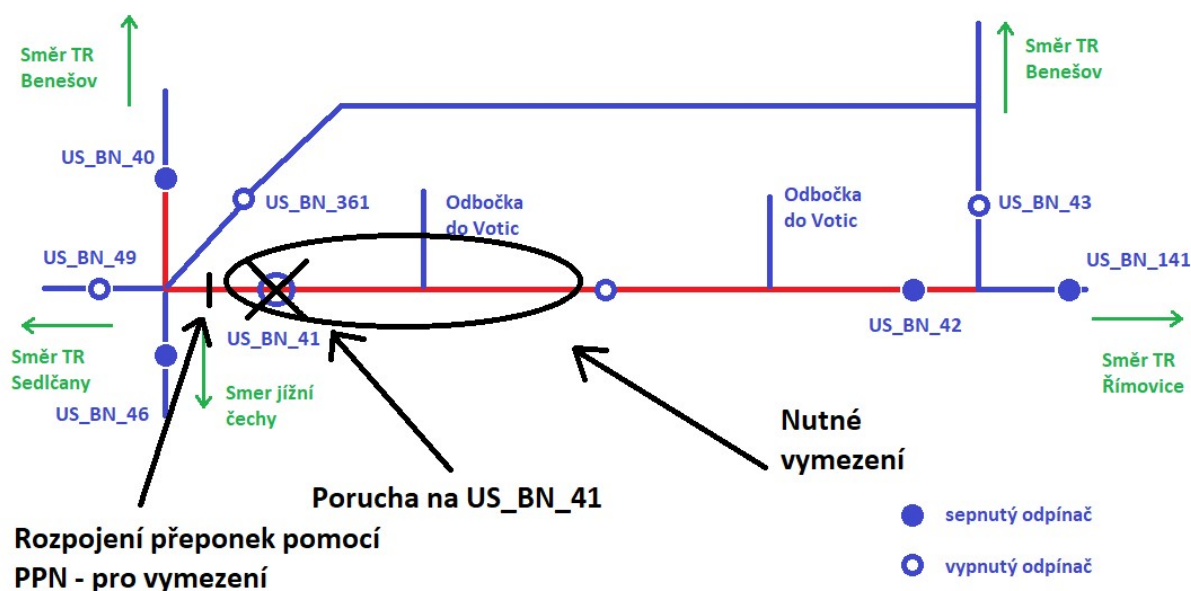 Směr TR
Benešov
Směr TR
Benešov
US_BN_40
US_BN_361
Odbočka
do Votic
Odbočka
do Votic
US_BN_43
US_BN_49
US_BN_141
US_BN_41
US_BN_42
Směr TR
Sedlčany
Smer jížní
čechy
Směr TR
Římovice
US_BN_46
Nutné
vymezení
Porucha na US_BN_41
Rozpojení přeponek pomocí
PPN - pro vymezení
sepnutý odpínač
vypnutý odpínač